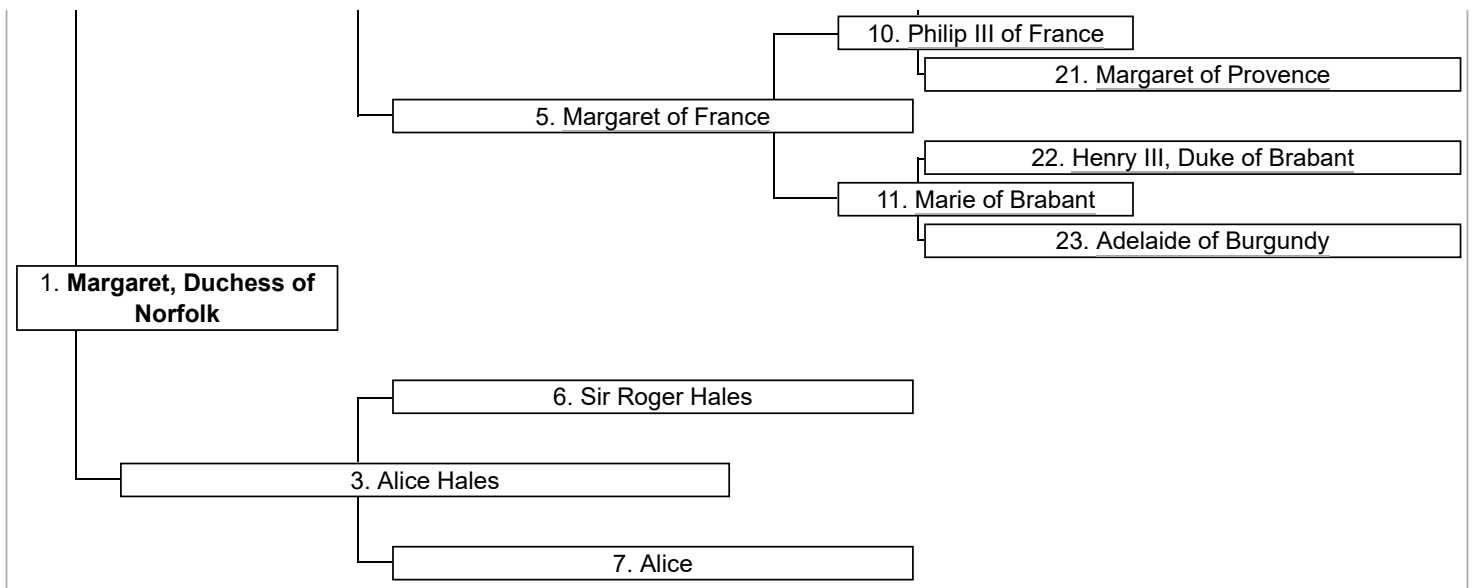 10. Philip III of France
21. Margaret of Provence
5. Margaret of France
22. Henry III, Duke of Brabant
11. Marie of Brabant
23. Adelaide of Burgundy
1. Margaret, Duchess of
Norfolk
6. Sir Roger Hales
3. Alice Hales
7. Alice